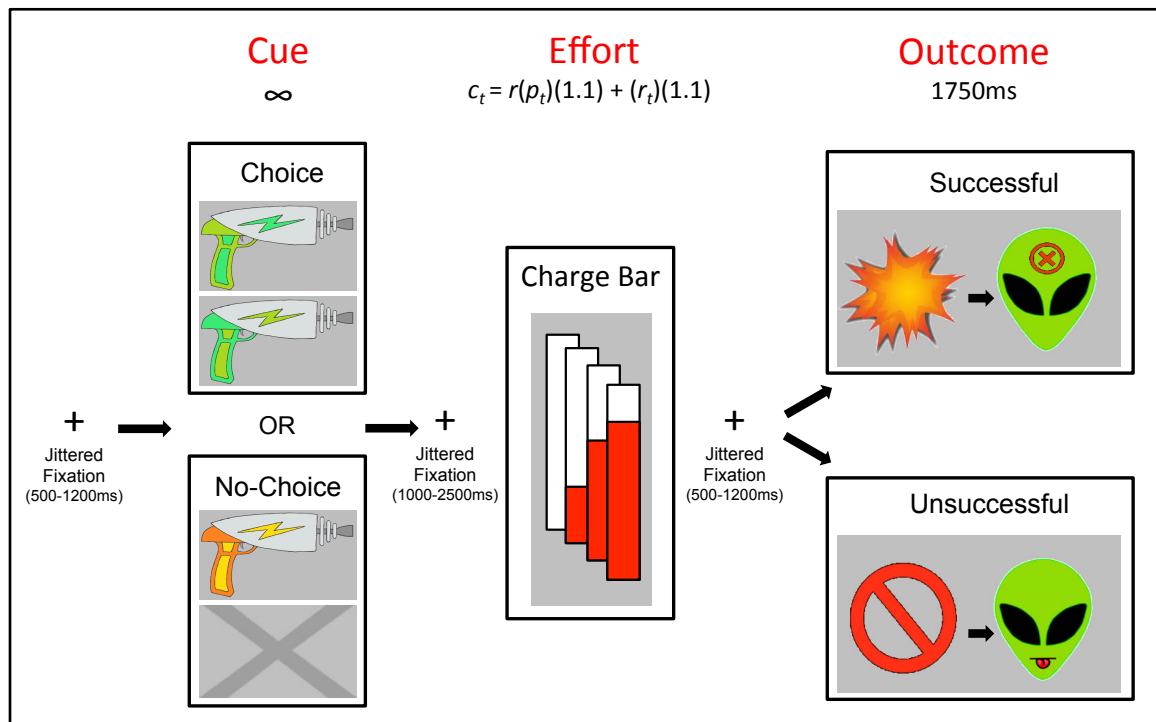 Cue
∞
Effort
c_t = r(p_t)(1.1) + (r_t)(1.1)
Outcome
1750ms
+
Jittered
Fixation
(500-1200ms)
Choice
OR
No-Choice
+
Jittered
Fixation
(1000-2500ms)
Charge Bar
+
Jittered
Fixation
(500-1200ms)
Successful
Unsuccessful